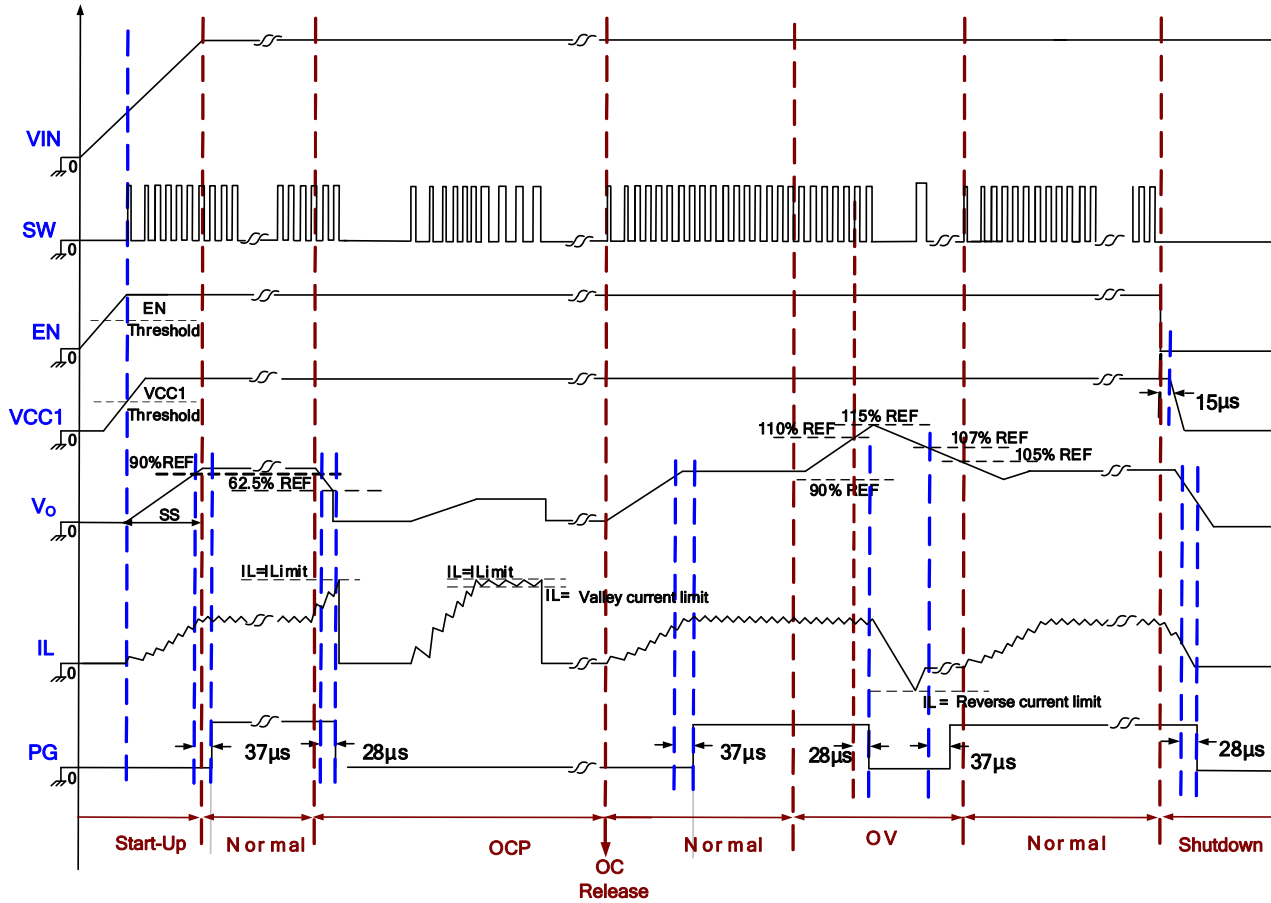 VIN
0
SW
EN
Threshold
EN
0
VCC1
Threshold
VCC1
15µs
115% REF
110% REF
107% REF
105% REF
90%REF
62.5% REF
90% REF
V<sub>O</sub>
SS
0
IL=ILimit
IL=ILimit
IL= Valley current limit
IL
0
IL = Reverse current limit
PG
37µs
28µs
37µs
28µs
37µs
28µs
0
Start-Up
Normal
OCP
Normal
OV
Normal
Shutdown
OC
Release